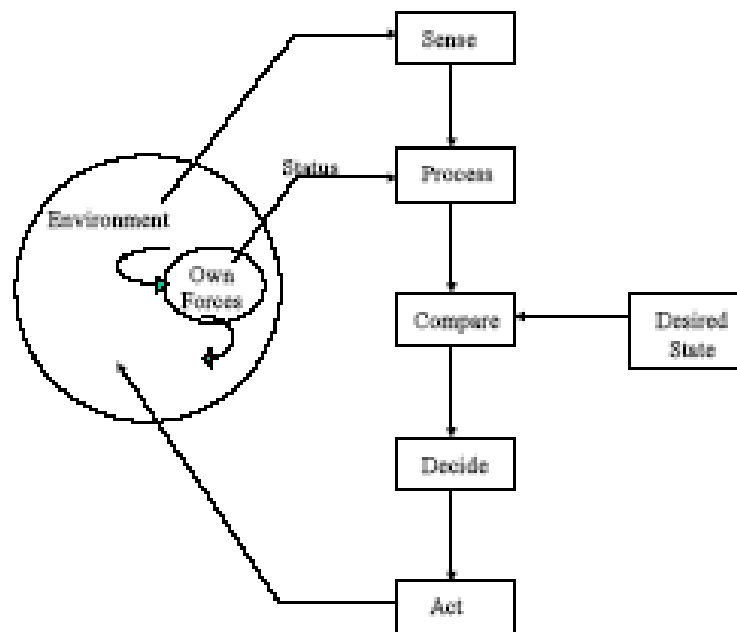 Sense
Status
Process
Environment
Own
Forces
Compare
Desired
State
Decide
Act